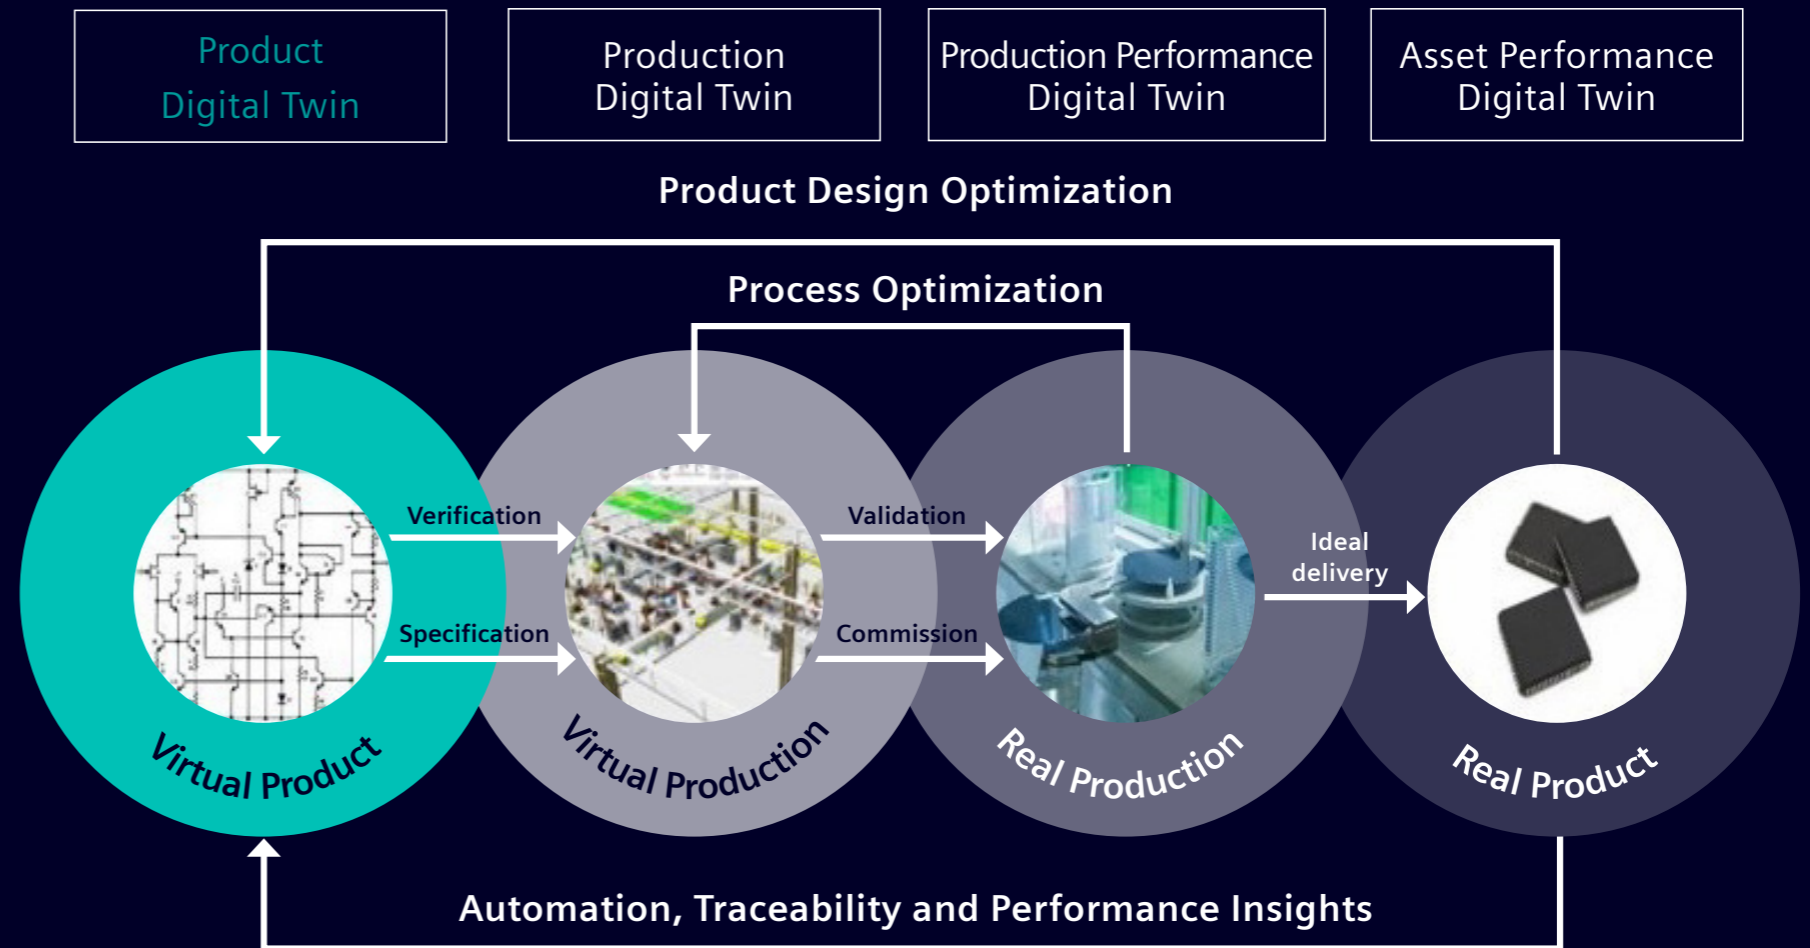 Product
Digital Twin
Production
Digital Twin
Production Performance
Digital Twin
Asset Performance
Digital Twin
Product Design Optimization
Process Optimization
Verification
Specification
Validation
Commission
Ideal
delivery
Virtual Product
Virtual Production
Real Production
Real Product
Automation, Traceability and Performance Insights